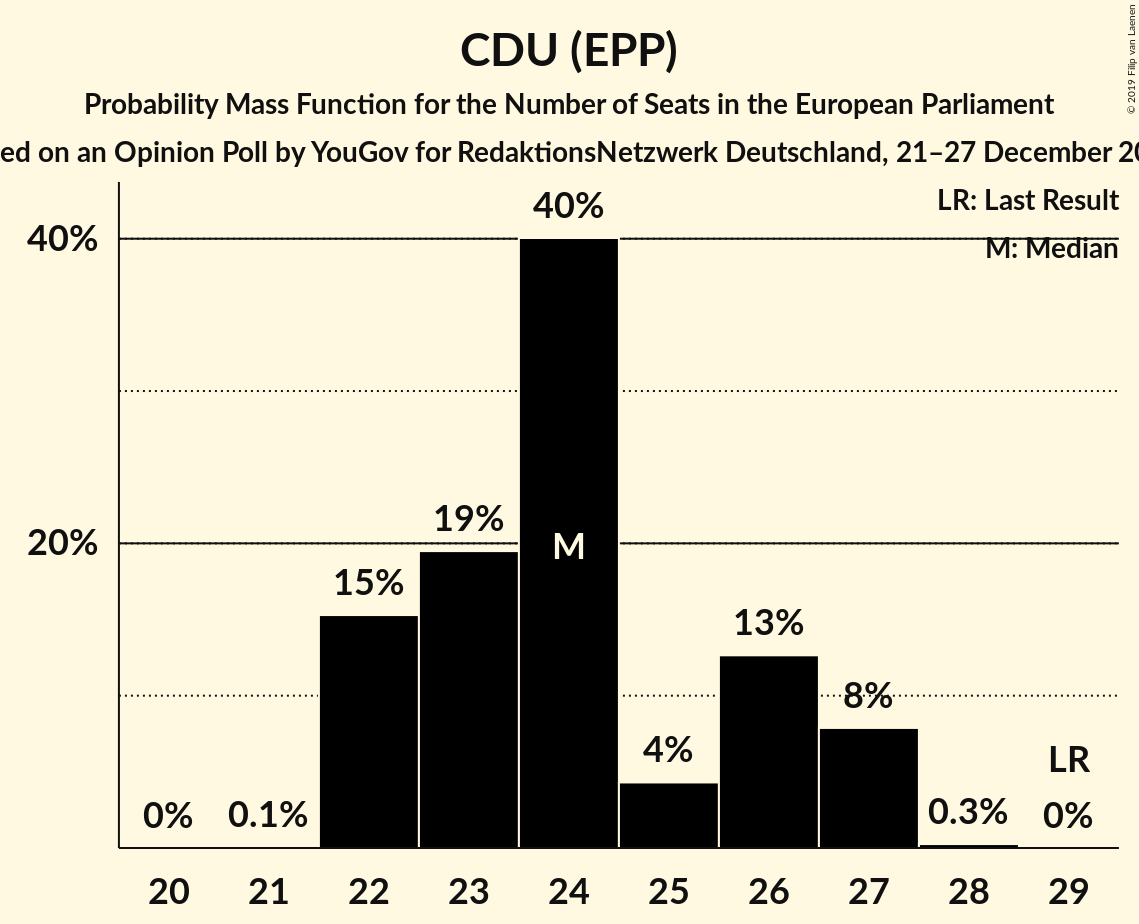 CDU (EPP)
Probability Mass Function for the Number of Seats in the European Parliament
ed on an Opinion Poll by YouGov for RedaktionsNetzwerk Deutschland, 21–27 December 20
© 2019 Filip van Laenen
LR: Last Result
M: Median
40%
20%
0%
0.1%
15%
19%
40%
M
4%
13%
8%
0.3%
LR
0%
20 21 22 23 24 25 26 27 28 29